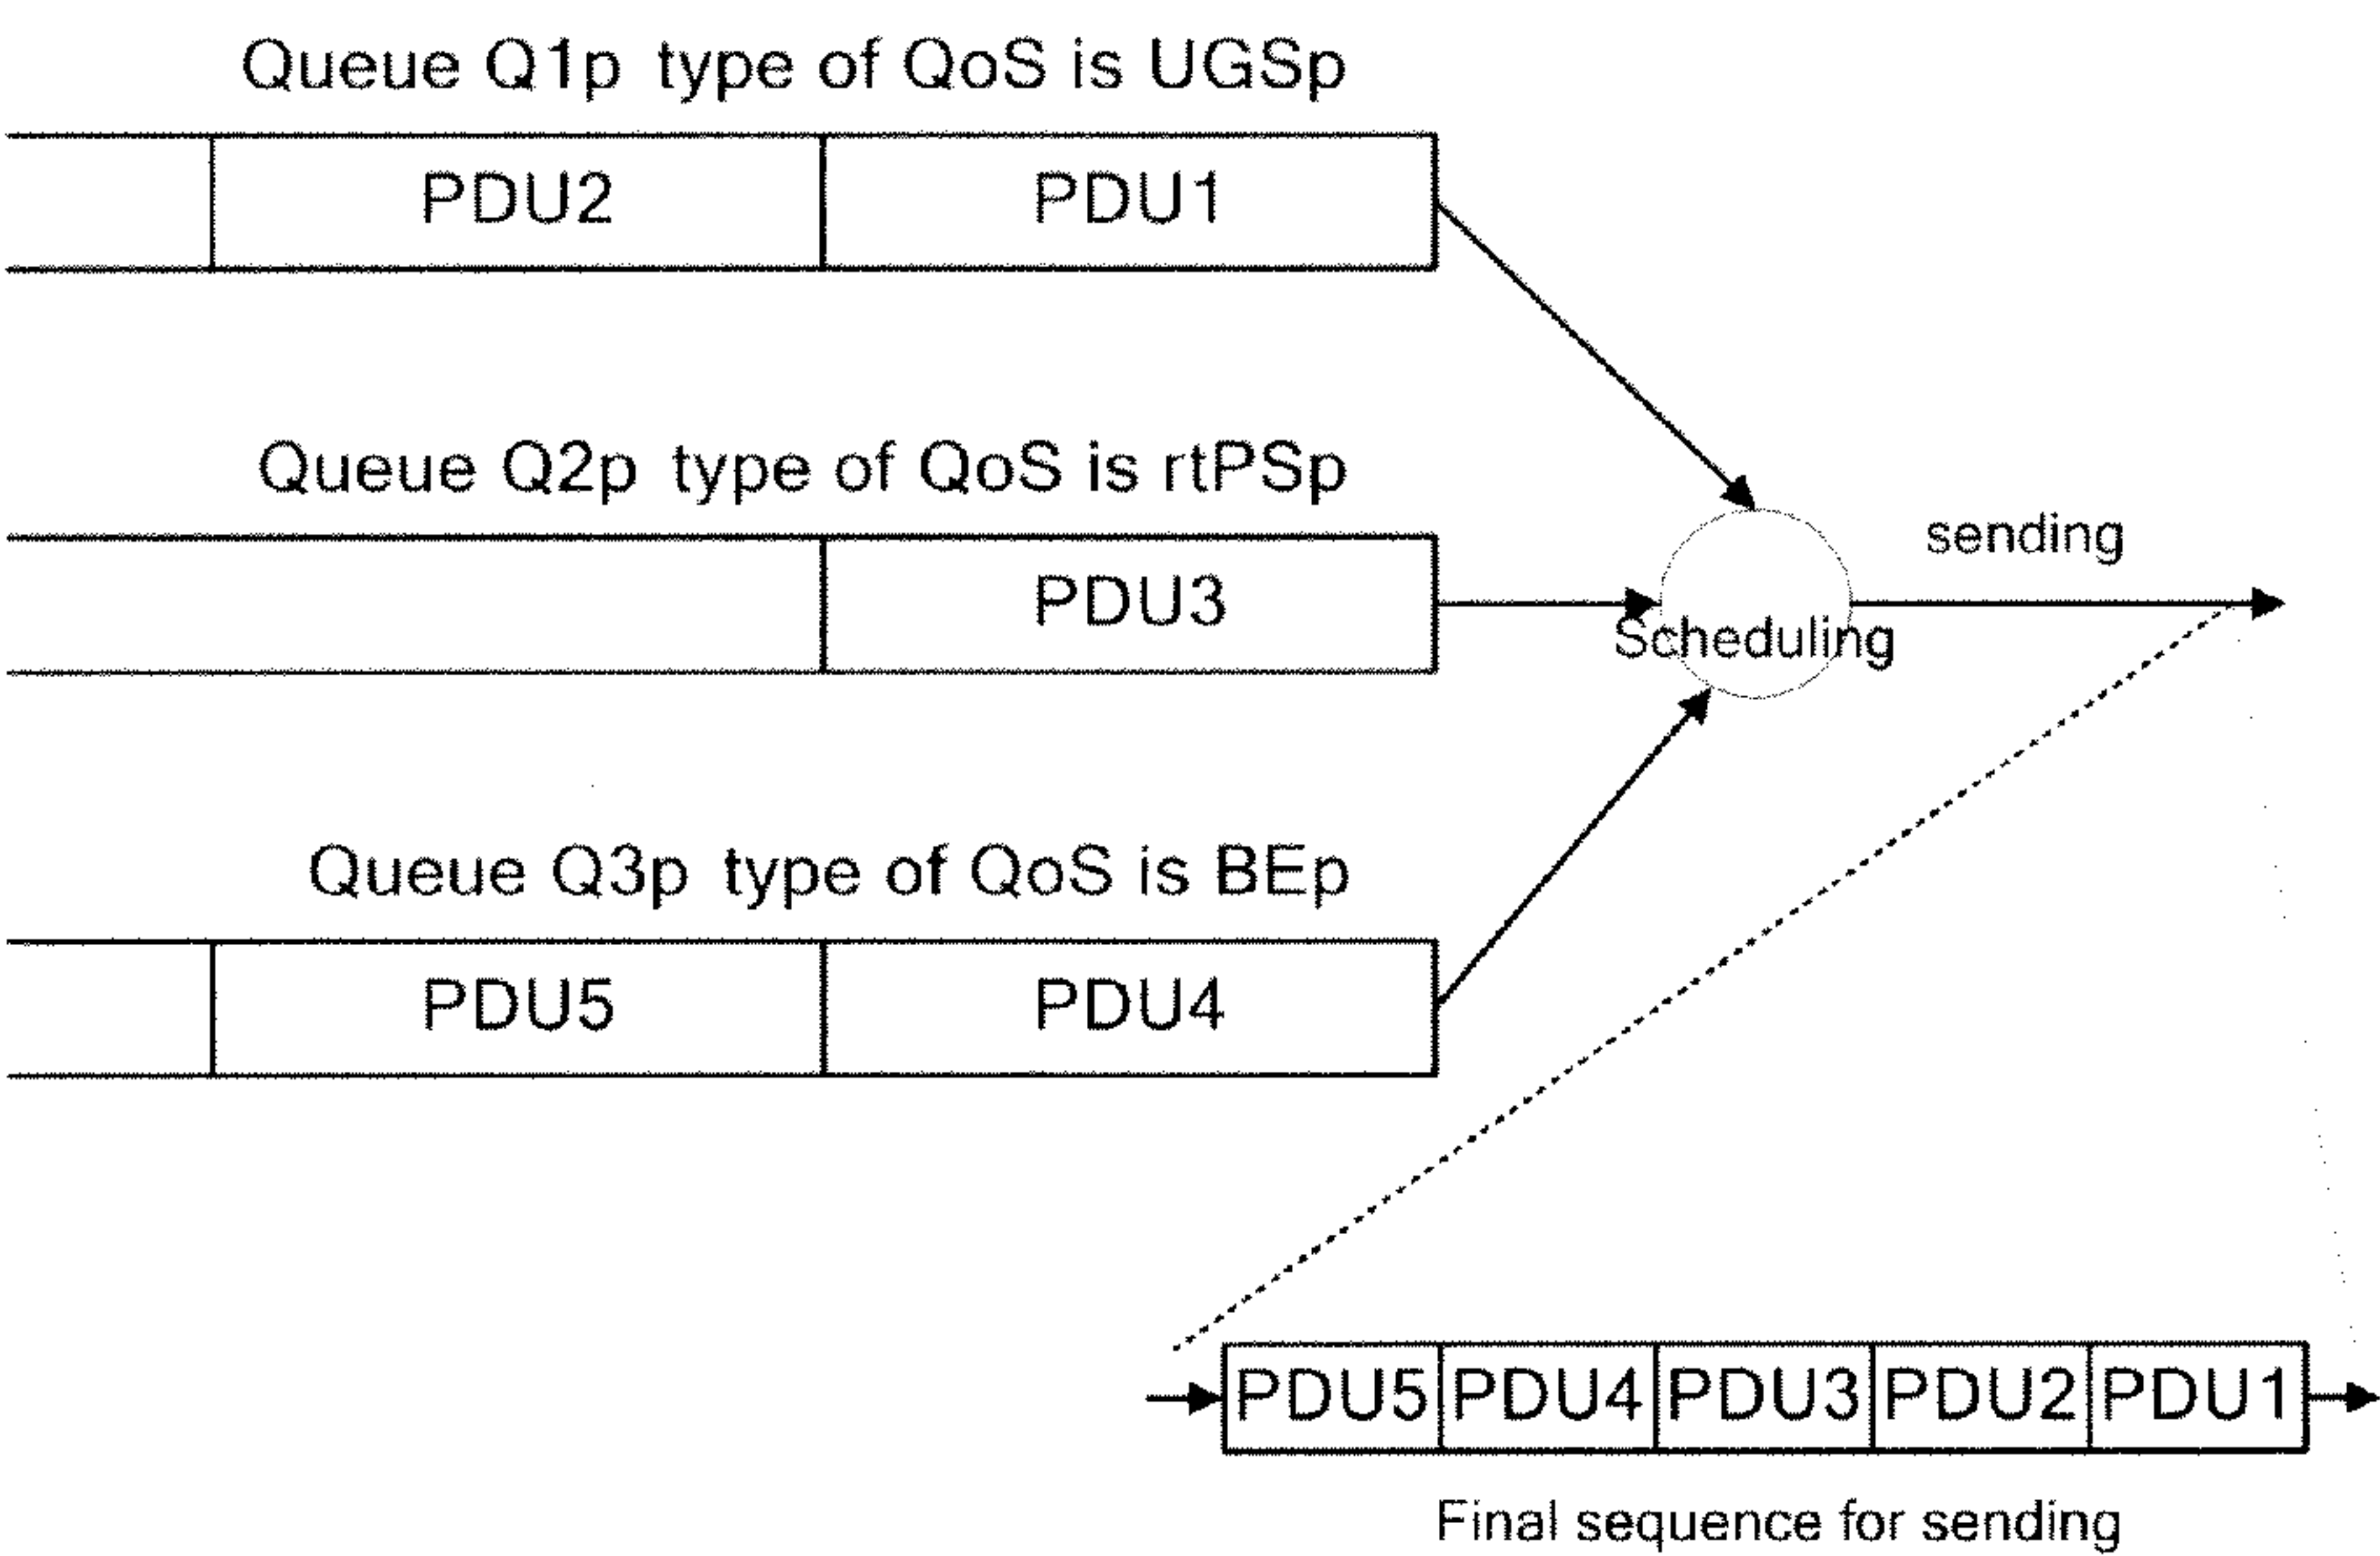 Queue Q1p type of QoS is UGSp
PDU2 PDU1
Queue Q2p type of QoS is rtPSp
sending
PDU3
Scheduling
Queue Q3p type of QoS is BEp
PDU5 PDU4
PDU5 PDU4 PDU3 PDU2 PDU1
Final sequence for sending